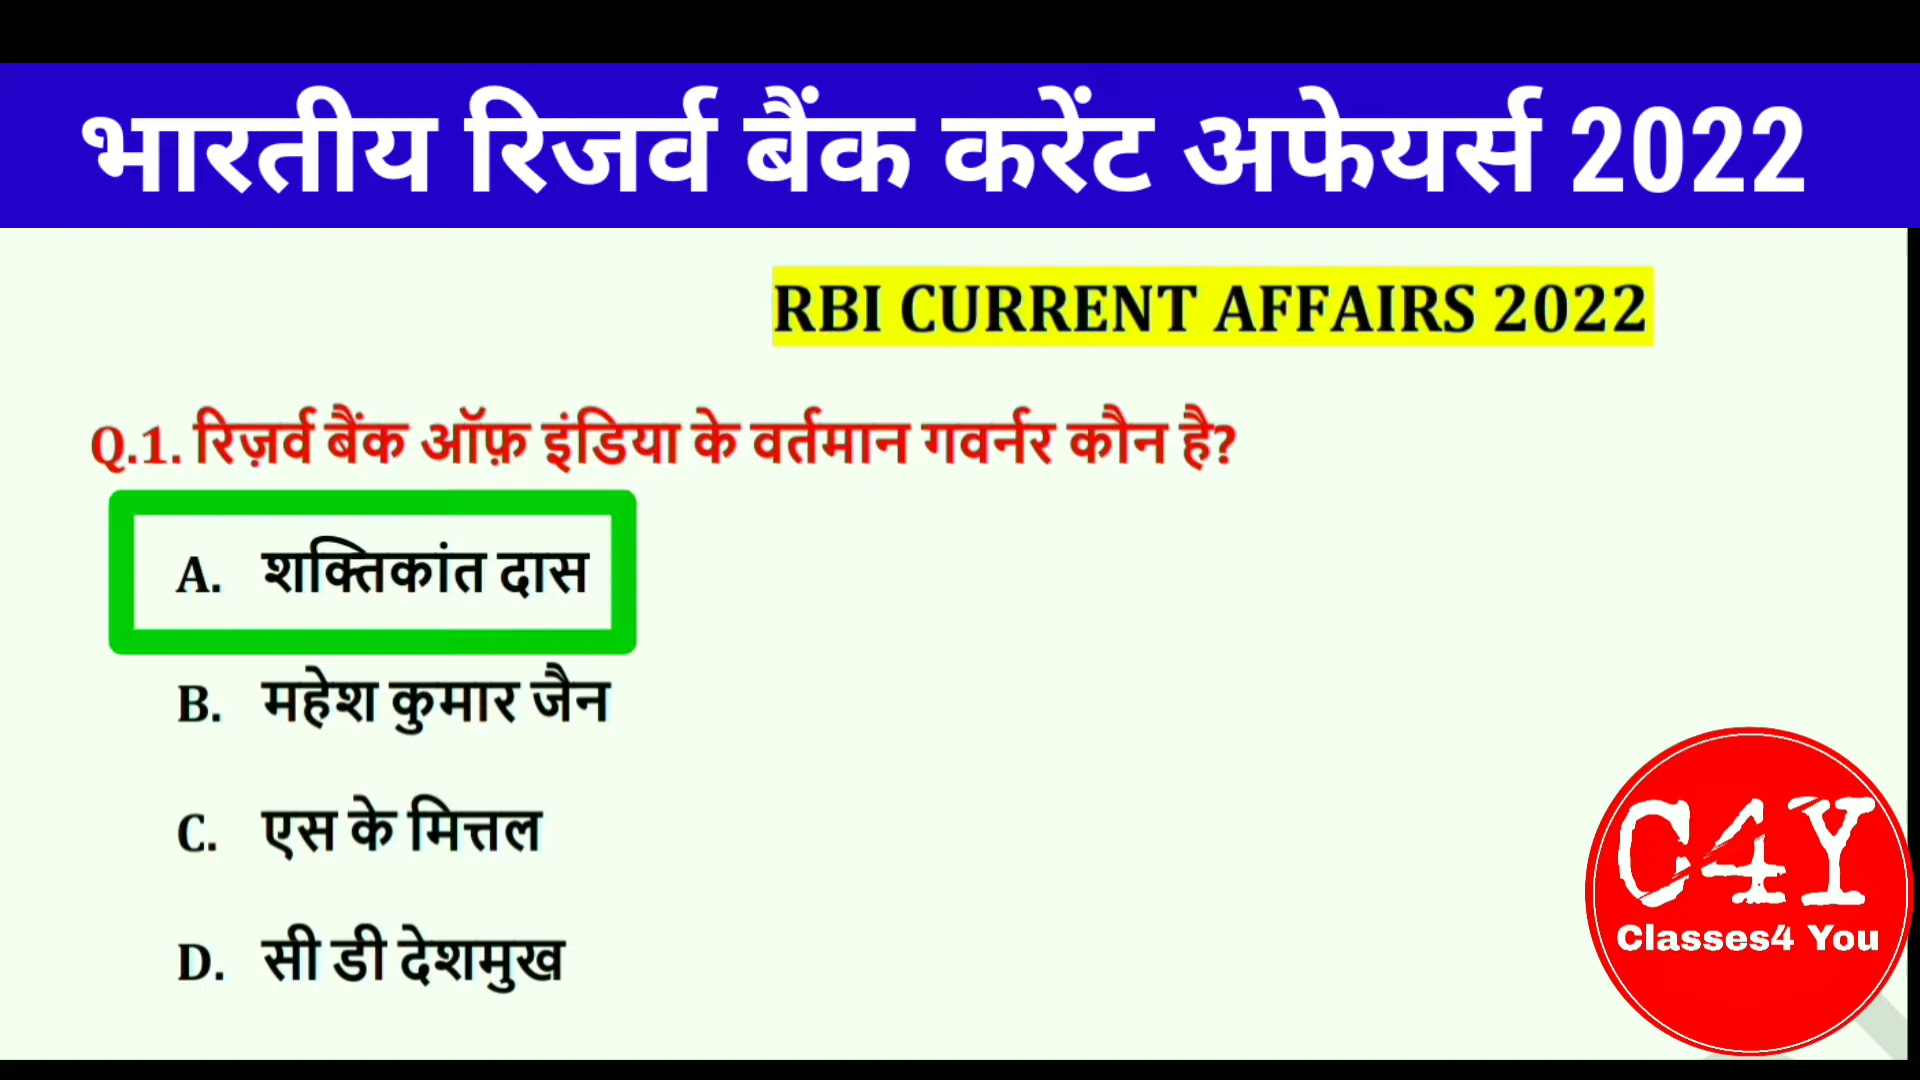 भारतीय रिजर्व बैंक करेंट अफेयर्स 2022
RBI CURRENT AFFAIRS 2022
Q.1. रिज़र्व बैंक ऑफ़ इंडिया के वर्तमान गवर्नर कौन है?
A. शक्तिकांत दास
B. महेश कुमार जैन
C. एस के मित्तल
D. सी डी देशमुख
C4Y
Classes4 You